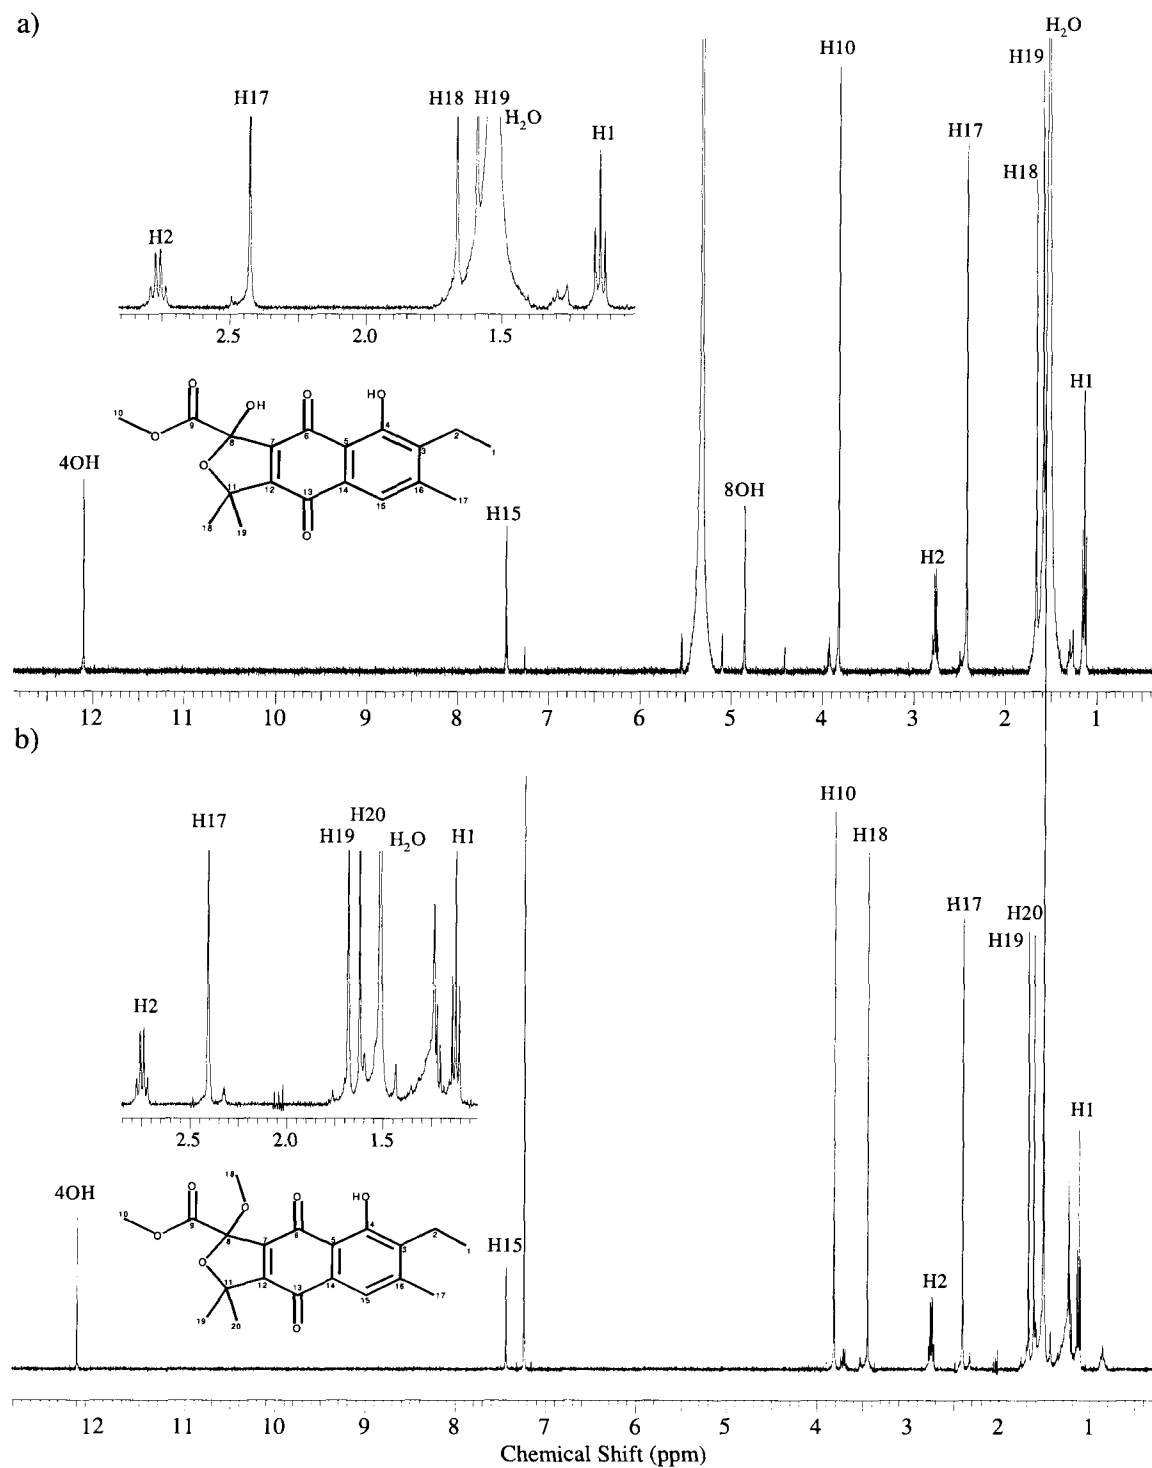 a)
H₂O
H10
H19
H17
H18
H19
H₂O
H1
H17
H18
H2
2.5
2.0
1.5
O
OH
O
HO
10
O
9
8
7
6
5
4
3
2
1
O
11
12
13
14
15
16
17
18
19
O
4OH
H15
8OH
H2
H1
12
11
10
9
8
7
6
5
4
3
2
1
b)
H10
H17
H20
H19
H₂O
H1
H18
H17
H20
H19
H2
2.5
2.0
1.5
4OH
18
O
O
O
HO
10
O
9
8
7
6
5
4
3
2
1
O
11
12
13
14
15
16
17
19
20
O
H15
H2
H1
12
11
10
9
8
7
6
5
4
3
2
1
Chemical Shift (ppm)